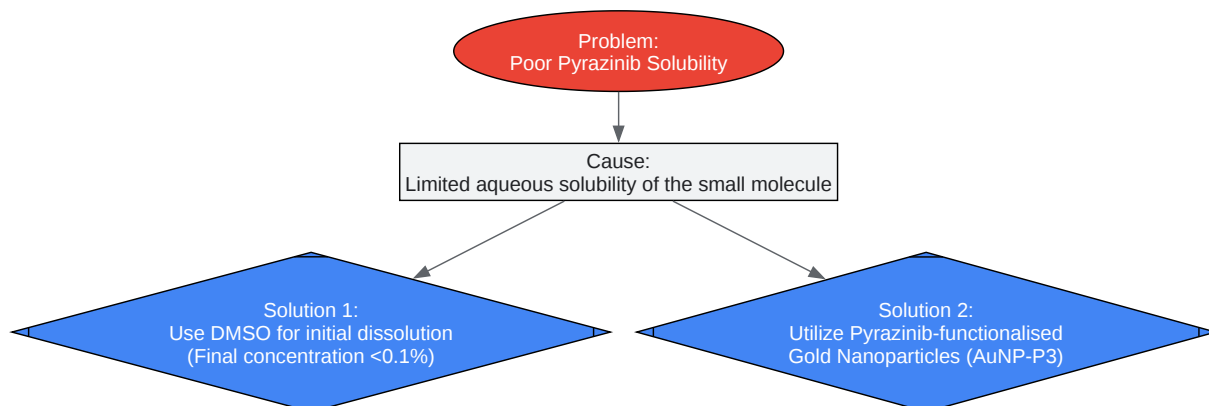 Problem:
Poor Pyrazinib Solubility
Cause:
Limited aqueous solubility of the small molecule
Solution 1:
Use DMSO for initial dissolution
(Final concentration <0.1%)
Solution 2:
Utilize Pyrazinib-functionalised
Gold Nanoparticles (AuNP-P3)